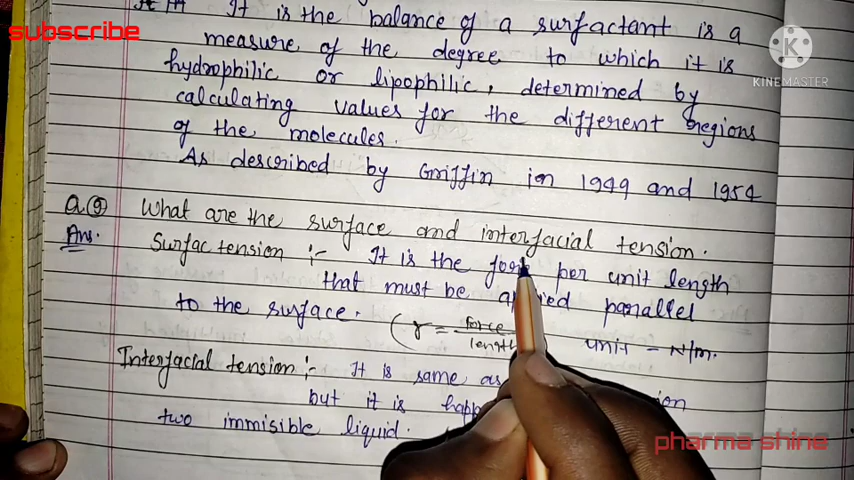 subscribe
It is the balance of a surfactant is a
measure of the degree to which it is
hydrophilic or lipophilic, determined by
calculating values for the different regions
of the molecules.
As described by Griffin in 1949 and 1954
Q9 What are the surface and interfacial tension.
Ans. Surfac tension :- It is the per unit length
that must be parallel
to the surface. (γ = force / length unit = N/m.
Interfacial tension :- It is same as
but it is
two immisible liquid.
KINEMASTER
pharma shine